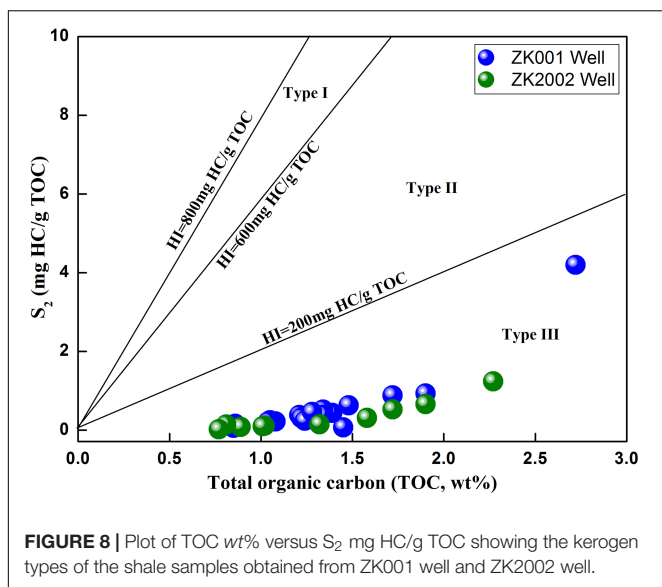 10
8
6
4
2
0
S₂ (mg HC/g TOC)
ZK001 Well
ZK2002 Well
Type I
HI=800mg HC/g TOC
HI=600mg HC/g TOC
Type II
HI=200mg HC/g TOC
Type III
0.0 0.5 1.0 1.5 2.0 2.5 3.0
Total organic carbon (TOC, wt%)
FIGURE 8 | Plot of TOC wt% versus S₂ mg HC/g TOC showing the kerogen
types of the shale samples obtained from ZK001 well and ZK2002 well.